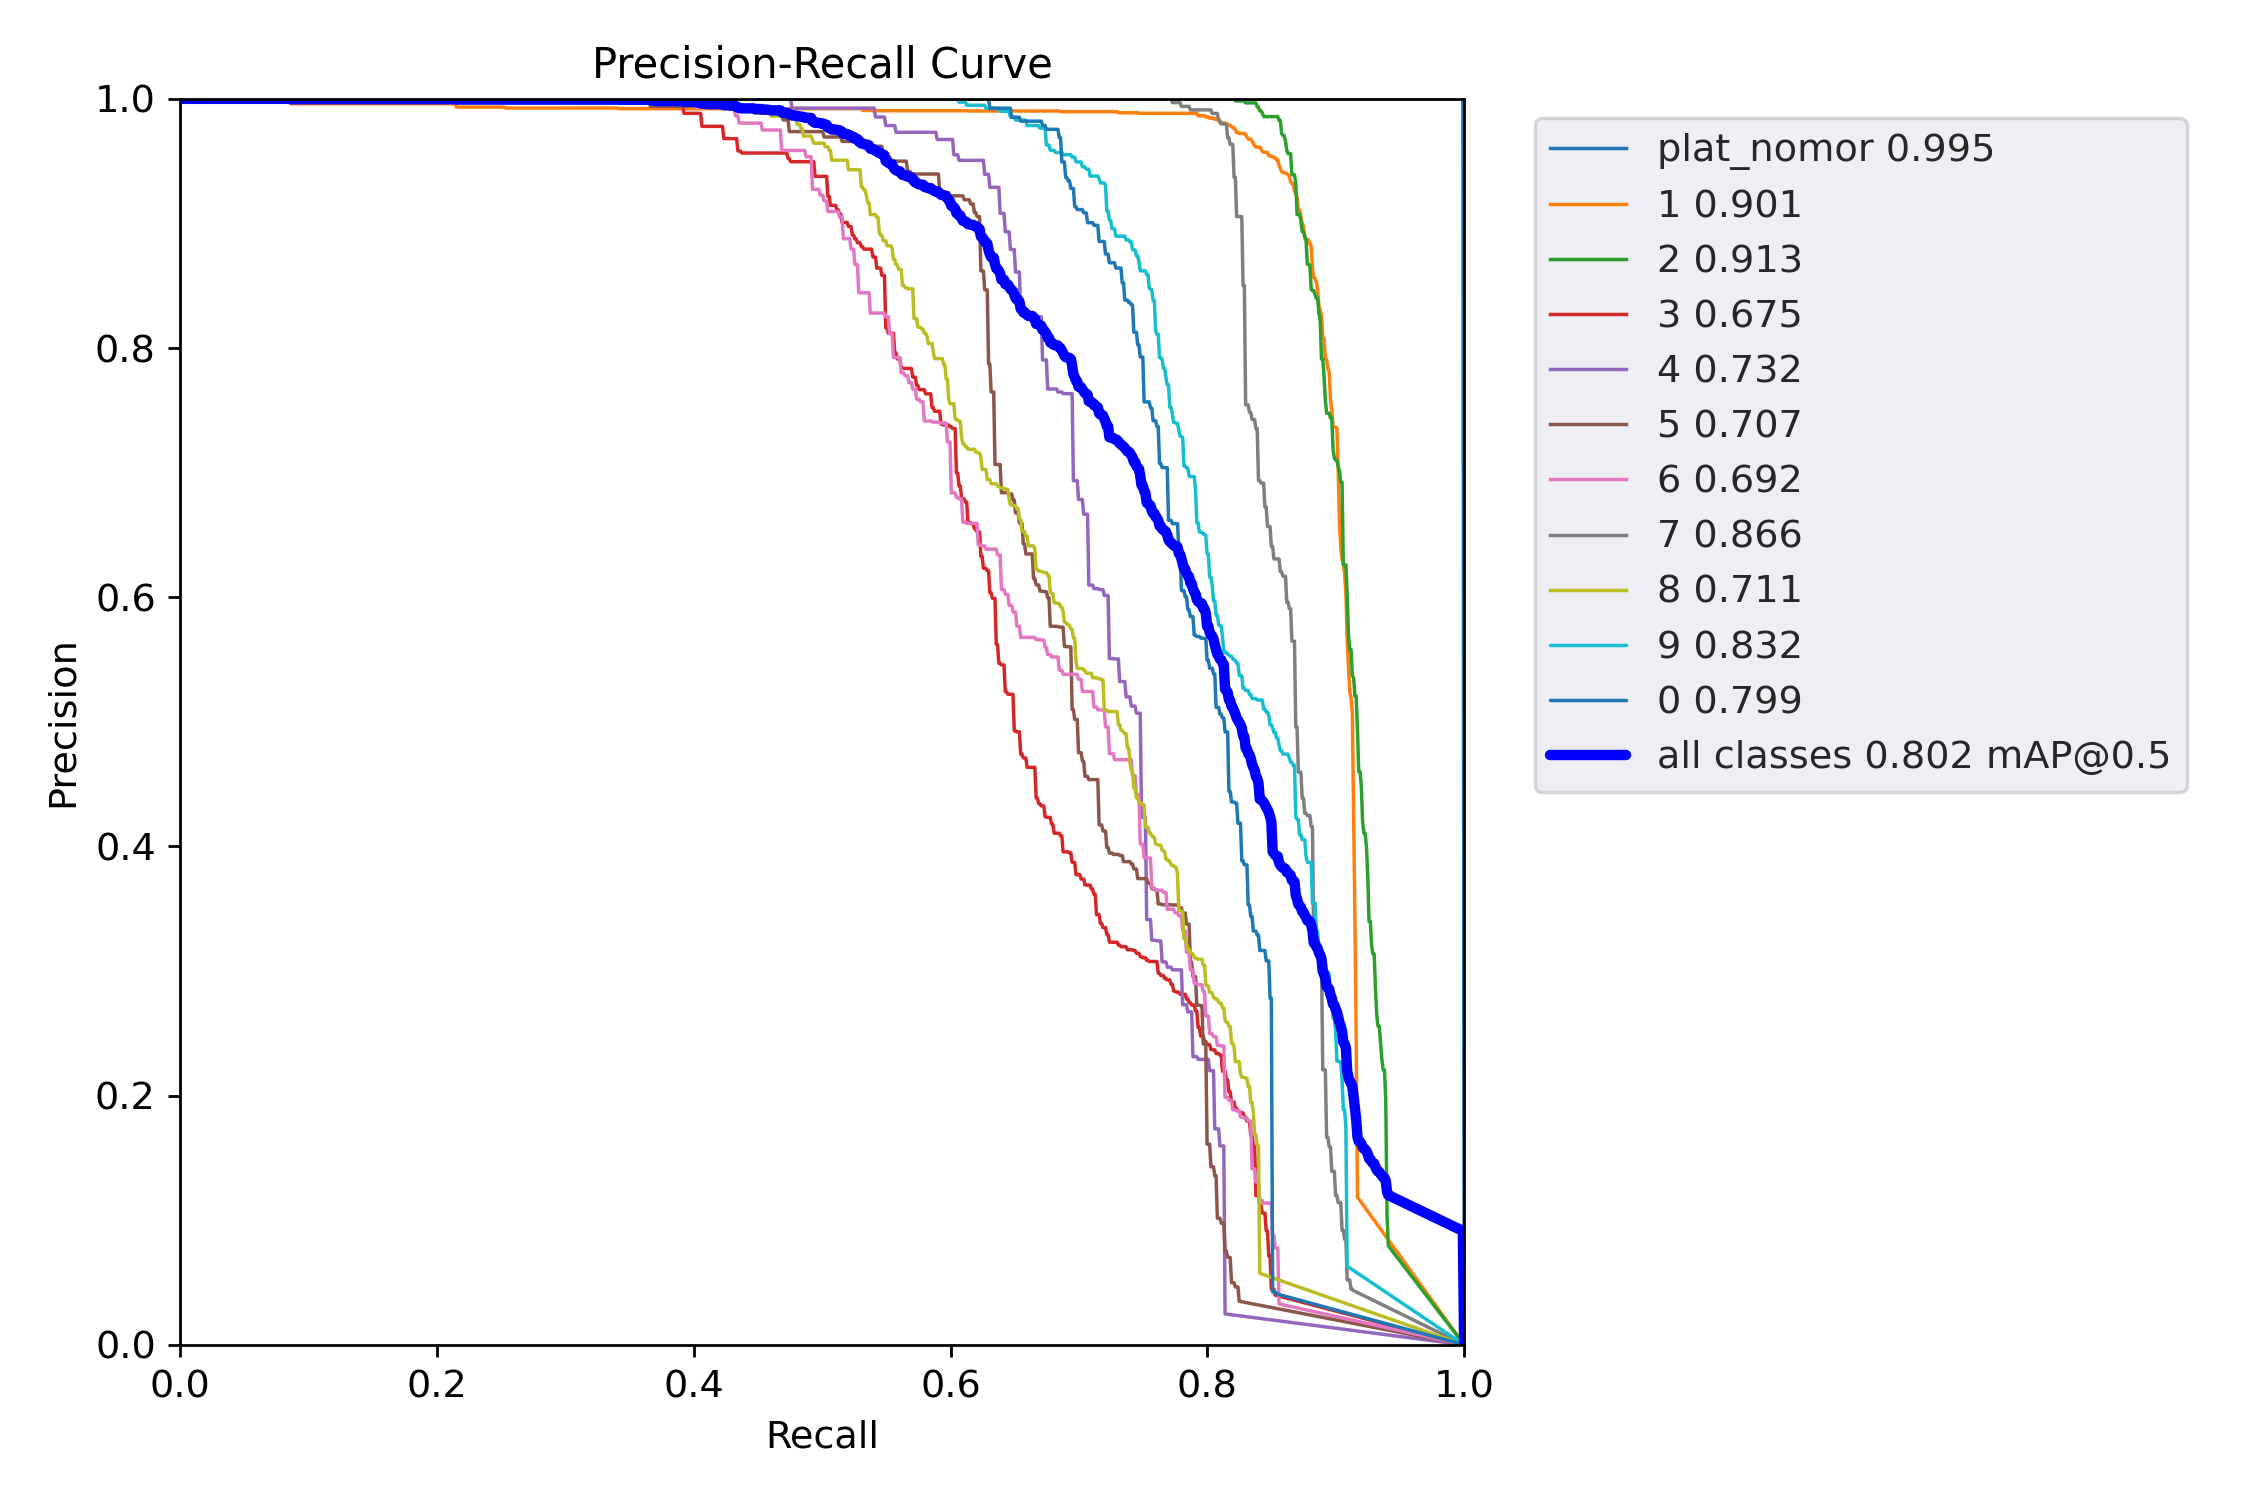 Precision-Recall Curve
1.0
0.8
0.6
0.4
0.2
0.0
Precision
0.0 0.2 0.4 0.6 0.8 1.0
Recall
plat_nomor 0.995
1 0.901
2 0.913
3 0.675
4 0.732
5 0.707
6 0.692
7 0.866
8 0.711
9 0.832
0 0.799
all classes 0.802 mAP@0.5